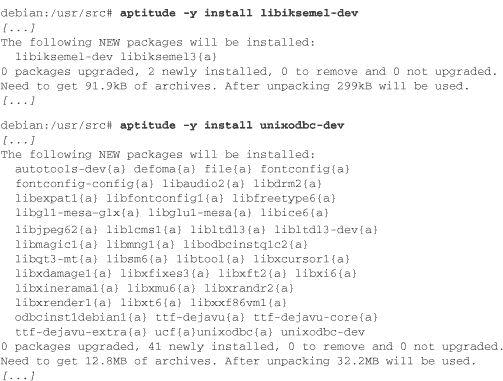 debian:/usr/src# aptitude -y install libiksemel-dev
[...]
The following NEW packages will be installed:
libiksemel-dev libiksemel3{a}
0 packages upgraded, 2 newly installed, 0 to remove and 0 not upgraded.
Need to get 91.9kB of archives. After unpacking 299kB will be used.
[...]
debian:/usr/src# aptitude -y install unixodbc-dev
[...]
The following NEW packages will be installed:
autotools-dev{a} defoma{a} file{a} fontconfig{a}
fontconfig-config{a} libaudio2{a} libdrm2{a}
libexpat1{a} libfontconfig1{a} libfreetype6{a}
libgl1-mesa-glx{a} libglu1-mesa{a} libice6{a}
libjpeg62{a} liblcms1{a} libltdl3{a} libltdl3-dev{a}
libmagic1{a} libmng1{a} libodbcinstq1c2{a}
libqt3-mt{a} libsm6{a} libtool{a} libxcursor1{a}
libxdamage1{a} libxfixes3{a} libxft2{a} libxi6{a}
libxinerama1{a} libxmu6{a} libxrandr2{a}
libxrender1{a} libxt6{a} libxxf86vm1{a}
odbcinst1debian1{a} ttf-dejavu{a} ttf-dejavu-core{a}
ttf-dejavu-extra{a} ucf{a}unixodbc{a} unixodbc-dev
0 packages upgraded, 41 newly installed, 0 to remove and 0 not upgraded.
Need to get 12.8MB of archives. After unpacking 32.2MB will be used.
[...]